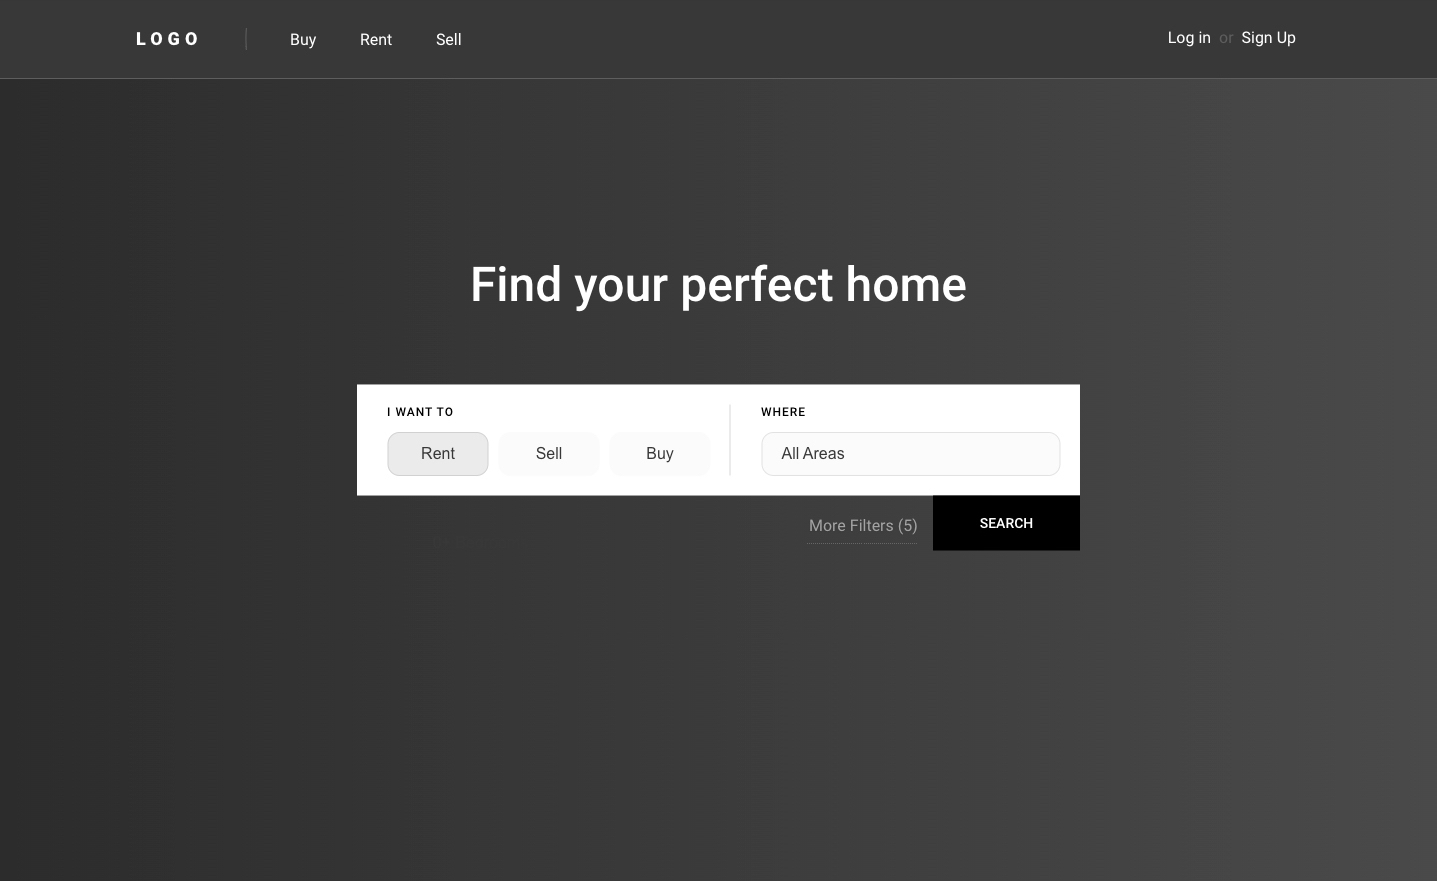 LOGO
Buy Rent Sell
Log in or Sign Up
Find your perfect home
I WANT TO
Rent Sell Buy
WHERE
All Areas
More Filters (5)
SEARCH